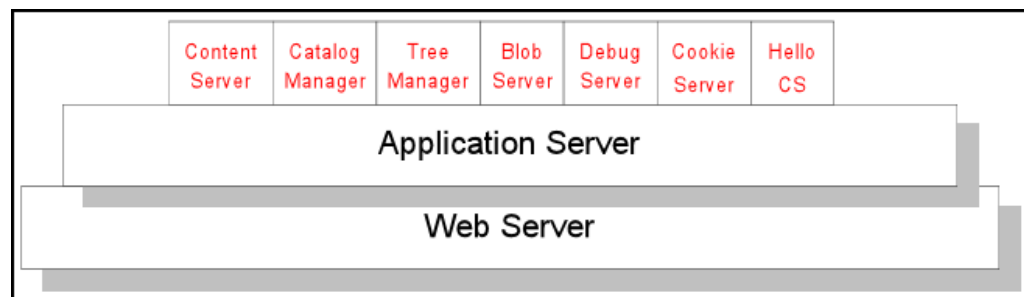 Content Catalog Tree Blob Debug Cookie Hello
Server Manager Manager Server Server Server CS
Application Server
Web Server